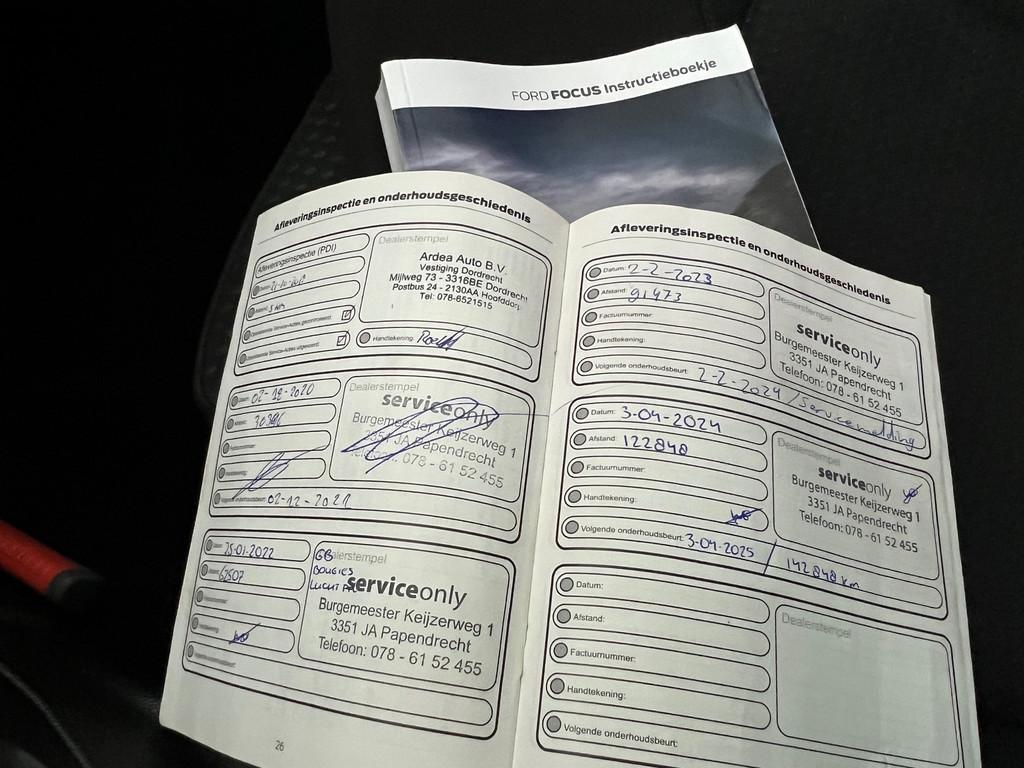 FORD FOCUS Instructieboekje
Afleveringsinspectie en onderhoudsgeschiedenis
Afleveringsinspectie (PDI)
Handtekening:
Dealerstempel
Ardea Auto B.V.
Vestiging Dordrecht
Mijlweg 73 - 3316BE Dordrecht
Postbus 24 - 2130AA Hoofddorp
Tel: 078-6521515
02-12-2020
02-12-2021
Dealerstempel
serviceonly
Burgemeester Keijzerweg 1
3351 JA Papendrecht
Telefoon: 078 - 61 52 455
25-01-2022
62507
GB
BOUGIES
Dealerstempel
serviceonly
Burgemeester Keijzerweg 1
3351 JA Papendrecht
Telefoon: 078 - 61 52 455
26
Afleveringsinspectie en onderhoudsgeschiedenis
Datum: 2-2-2023
Afstand: 91473
Factuurnummer:
Handtekening:
Volgende onderhoudsbeurt: 2-2-2024 / Servicemelding
Dealerstempel
serviceonly
Burgemeester Keijzerweg 1
3351 JA Papendrecht
Telefoon: 078 - 61 52 455
Datum: 3-04-2024
Afstand: 122848
Factuurnummer:
Handtekening:
Volgende onderhoudsbeurt: 3-04-2025 / 142848 km
Dealerstempel
serviceonly
Burgemeester Keijzerweg 1
3351 JA Papendrecht
Telefoon: 078 - 61 52 455
Datum:
Afstand:
Factuurnummer:
Handtekening:
Volgende onderhoudsbeurt:
Dealerstempel